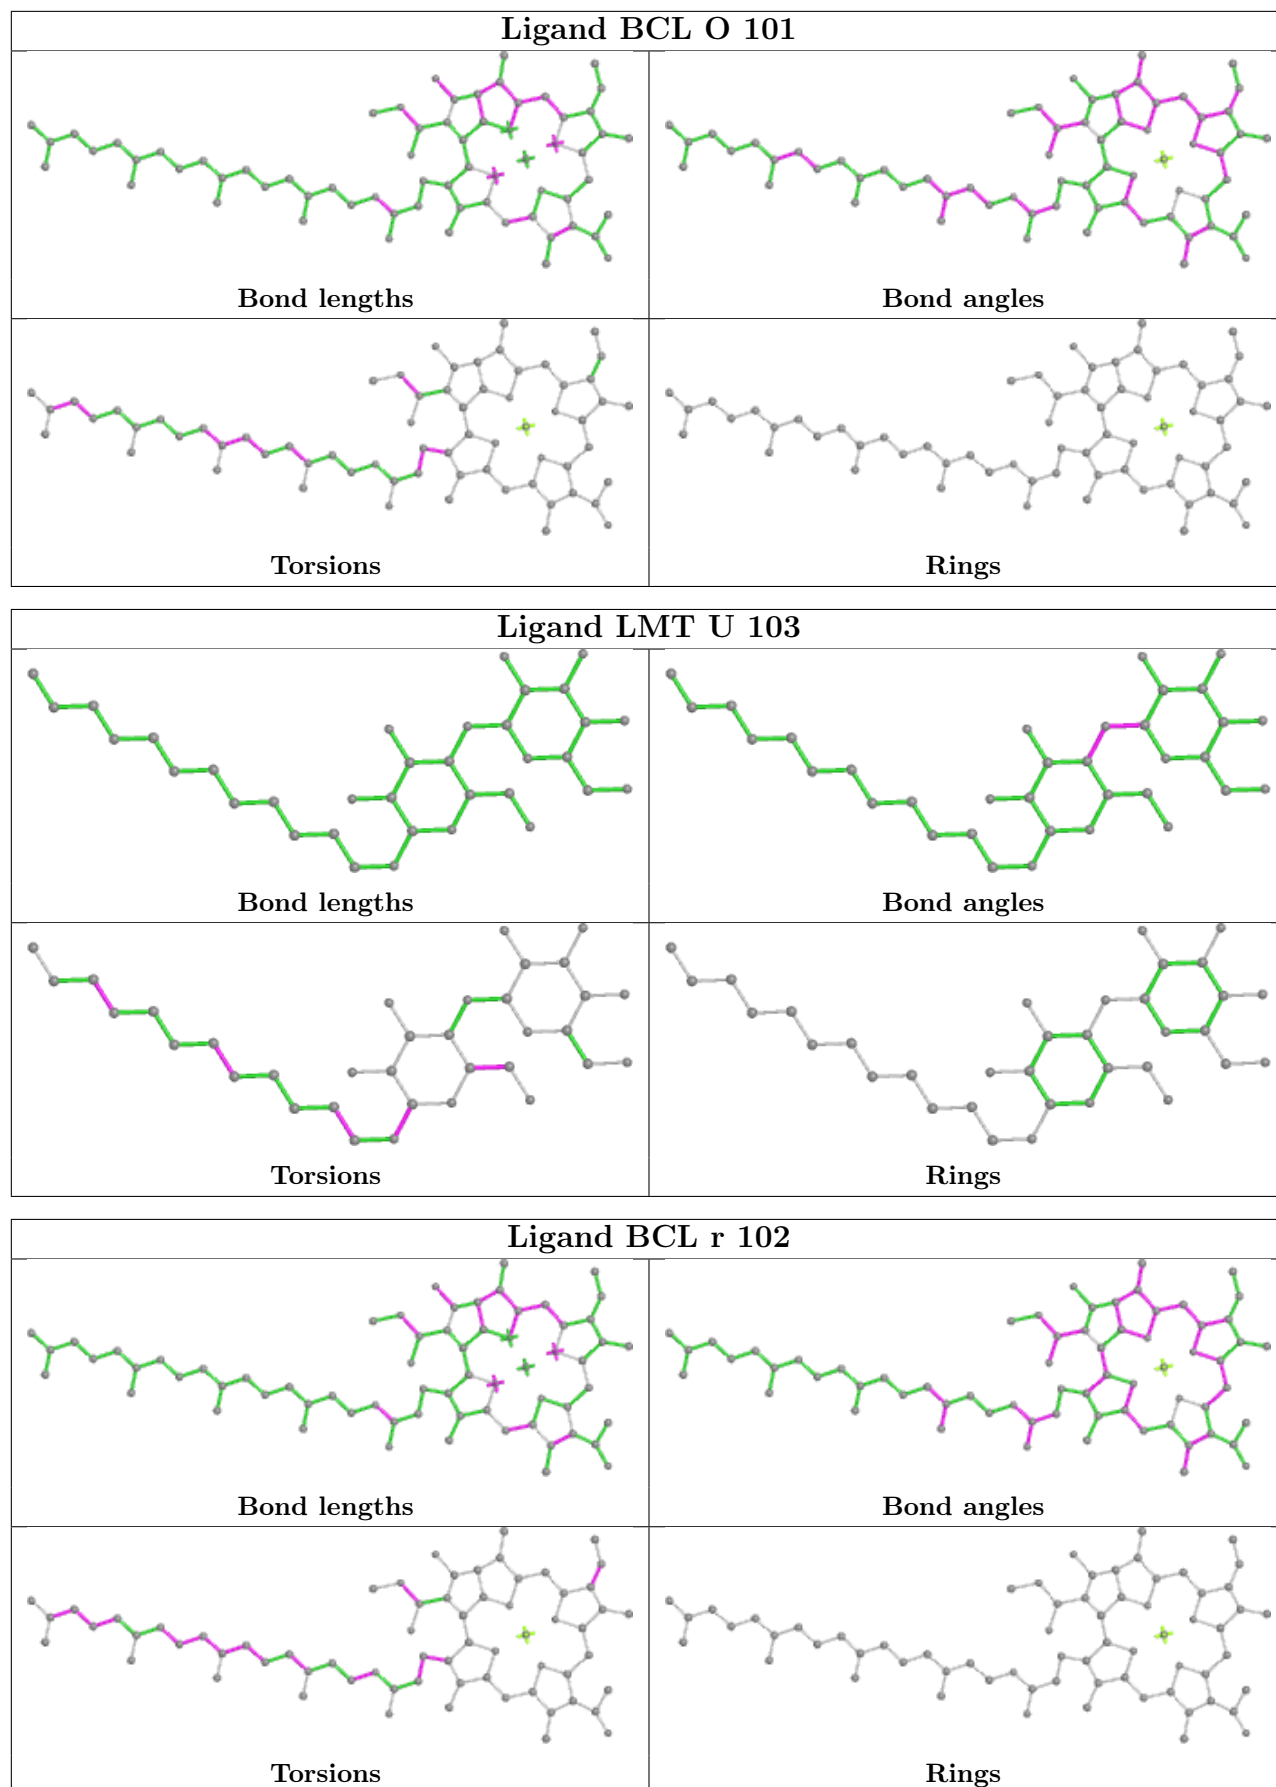 Ligand BCL O 101
Bond lengths
Bond angles
Torsions
Rings
Ligand LMT U 103
Bond lengths
Bond angles
Torsions
Rings
Ligand BCL r 102
Bond lengths
Bond angles
Torsions
Rings